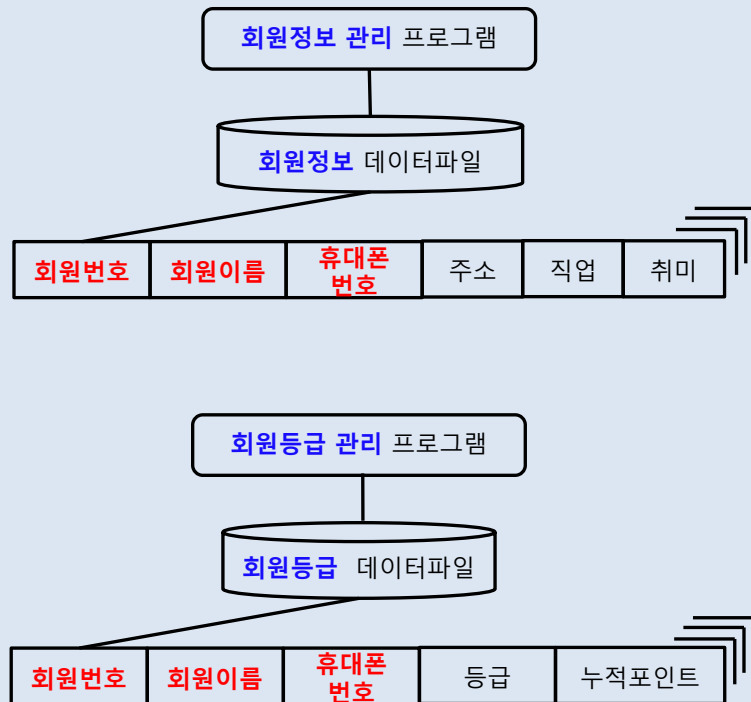 회원정보 관리 프로그램
회원정보 데이터파일
회원번호 회원이름 휴대폰 번호 주소 직업 취미
회원등급 관리 프로그램
회원등급 데이터파일
회원번호 회원이름 휴대폰 번호 등급 누적포인트